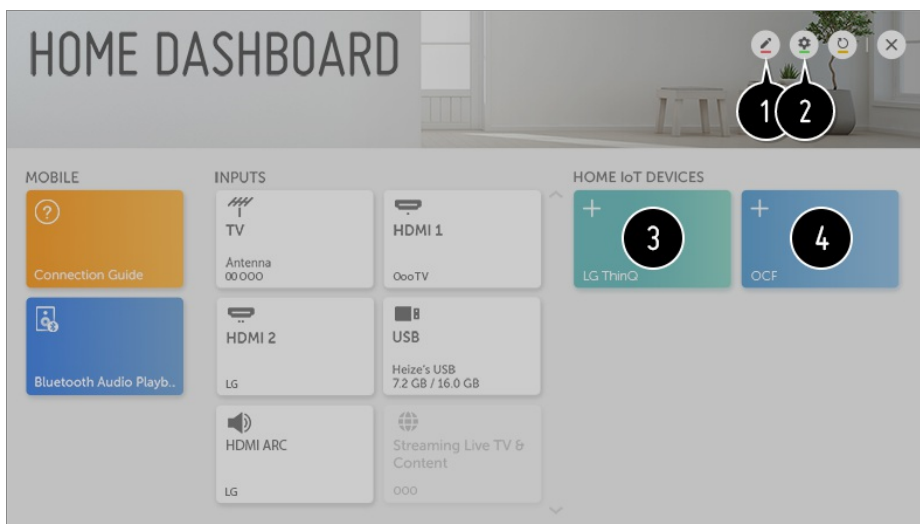 HOME DASHBOARD
1 2
MOBILE
Connection Guide
Bluetooth Audio Playb..
INPUTS
TV
Antenna
00 000
HDMI 1
OooTV
HDMI 2
LG
USB
Heize's USB
7.2 GB / 16.0 GB
HDMI ARC
LG
Streaming Live TV &
Content
000
HOME IoT DEVICES
3
LG ThinQ
4
OCF